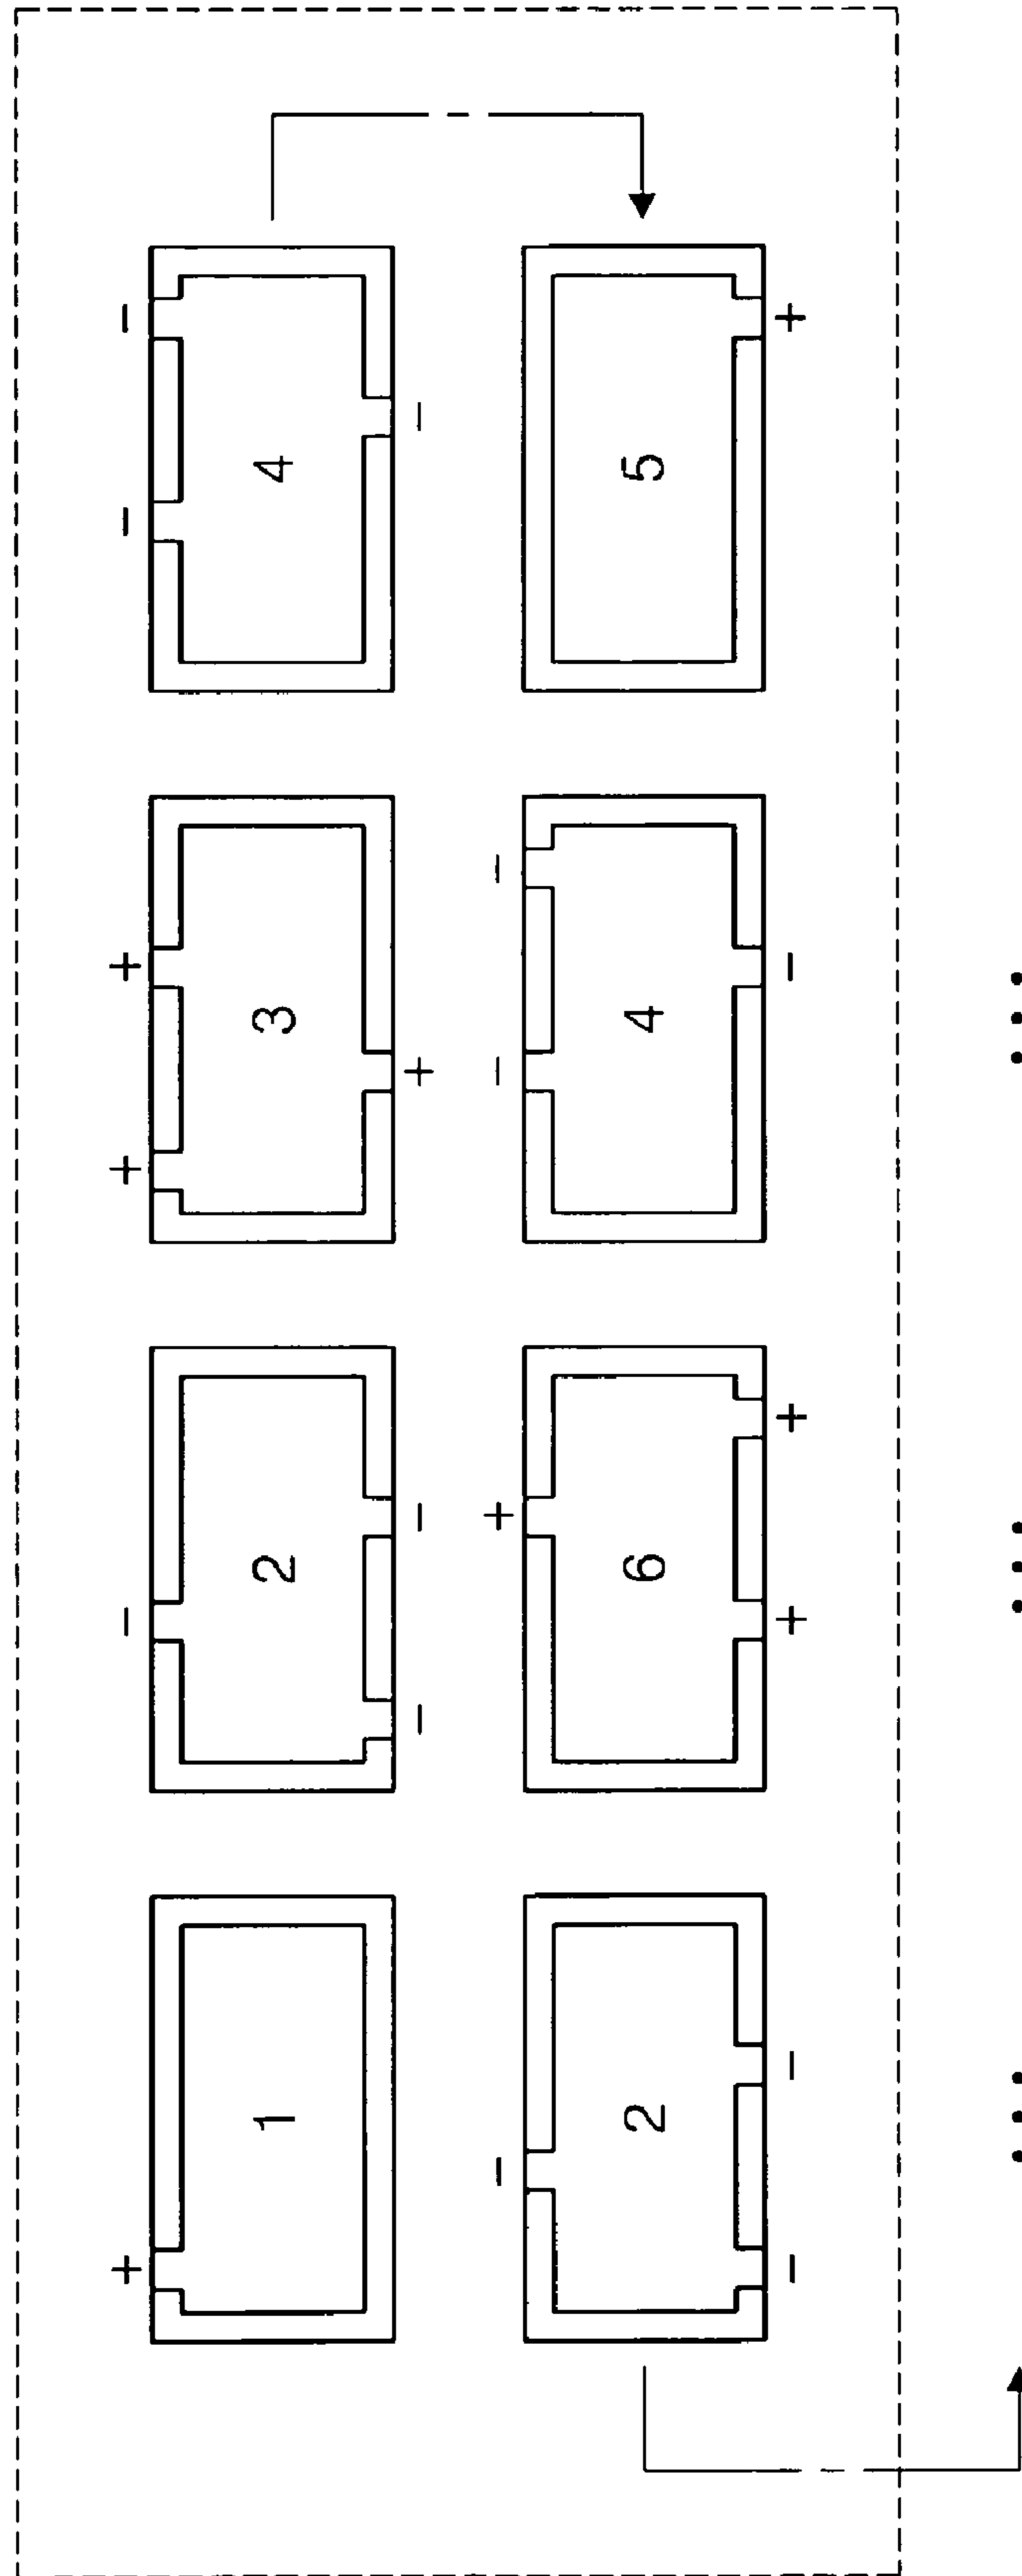 + - + + - -
1 2 3 4
- - + -
- + - -
2 6 4 5
- - + + - +